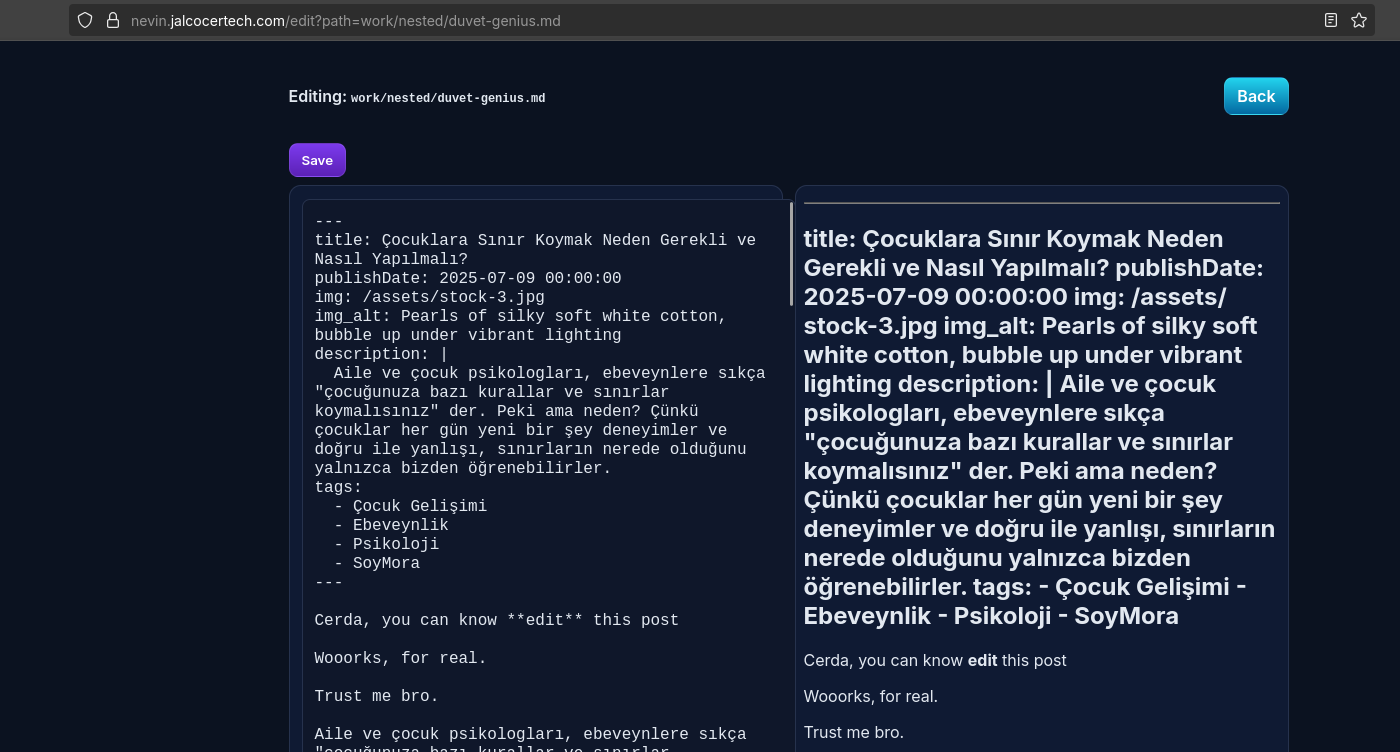 nevin.jalcocertech.com/edit?path=work/nested/duvet-genius.md
Editing: work/nested/duvet-genius.md
Back
Save
---
title: Çocuklara Sınır Koymak Neden Gerekli ve
Nasıl Yapılmalı?
publishDate: 2025-07-09 00:00:00
img: /assets/stock-3.jpg
img_alt: Pearls of silky soft white cotton,
bubble up under vibrant lighting
description: |
  Aile ve çocuk psikologları, ebeveynlere sıkça
"çocuğunuza bazı kurallar ve sınırlar
koymalısınız" der. Peki ama neden? Çünkü
çocuklar her gün yeni bir şey deneyimler ve
doğru ile yanlışı, sınırların nerede olduğunu
yalnızca bizden öğrenebilirler.
tags:
  - Çocuk Gelişimi
  - Ebeveynlik
  - Psikoloji
  - SoyMora
---
Cerda, you can know **edit** this post
Wooorks, for real.
Trust me bro.
Aile ve çocuk psikologları, ebeveynlere sıkça
"çocuğunuza bazı kurallar ve sınırlar
title: Çocuklara Sınır Koymak Neden
Gerekli ve Nasıl Yapılmalı? publishDate:
2025-07-09 00:00:00 img: /assets/
stock-3.jpg img_alt: Pearls of silky soft
white cotton, bubble up under vibrant
lighting description: | Aile ve çocuk
psikologları, ebeveynlere sıkça
"çocuğunuza bazı kurallar ve sınırlar
koymalısınız" der. Peki ama neden?
Çünkü çocuklar her gün yeni bir şey
deneyimler ve doğru ile yanlışı, sınırların
nerede olduğunu yalnızca bizden
öğrenebilirler. tags: - Çocuk Gelişimi -
Ebeveynlik - Psikoloji - SoyMora
Cerda, you can know edit this post
Wooorks, for real.
Trust me bro.